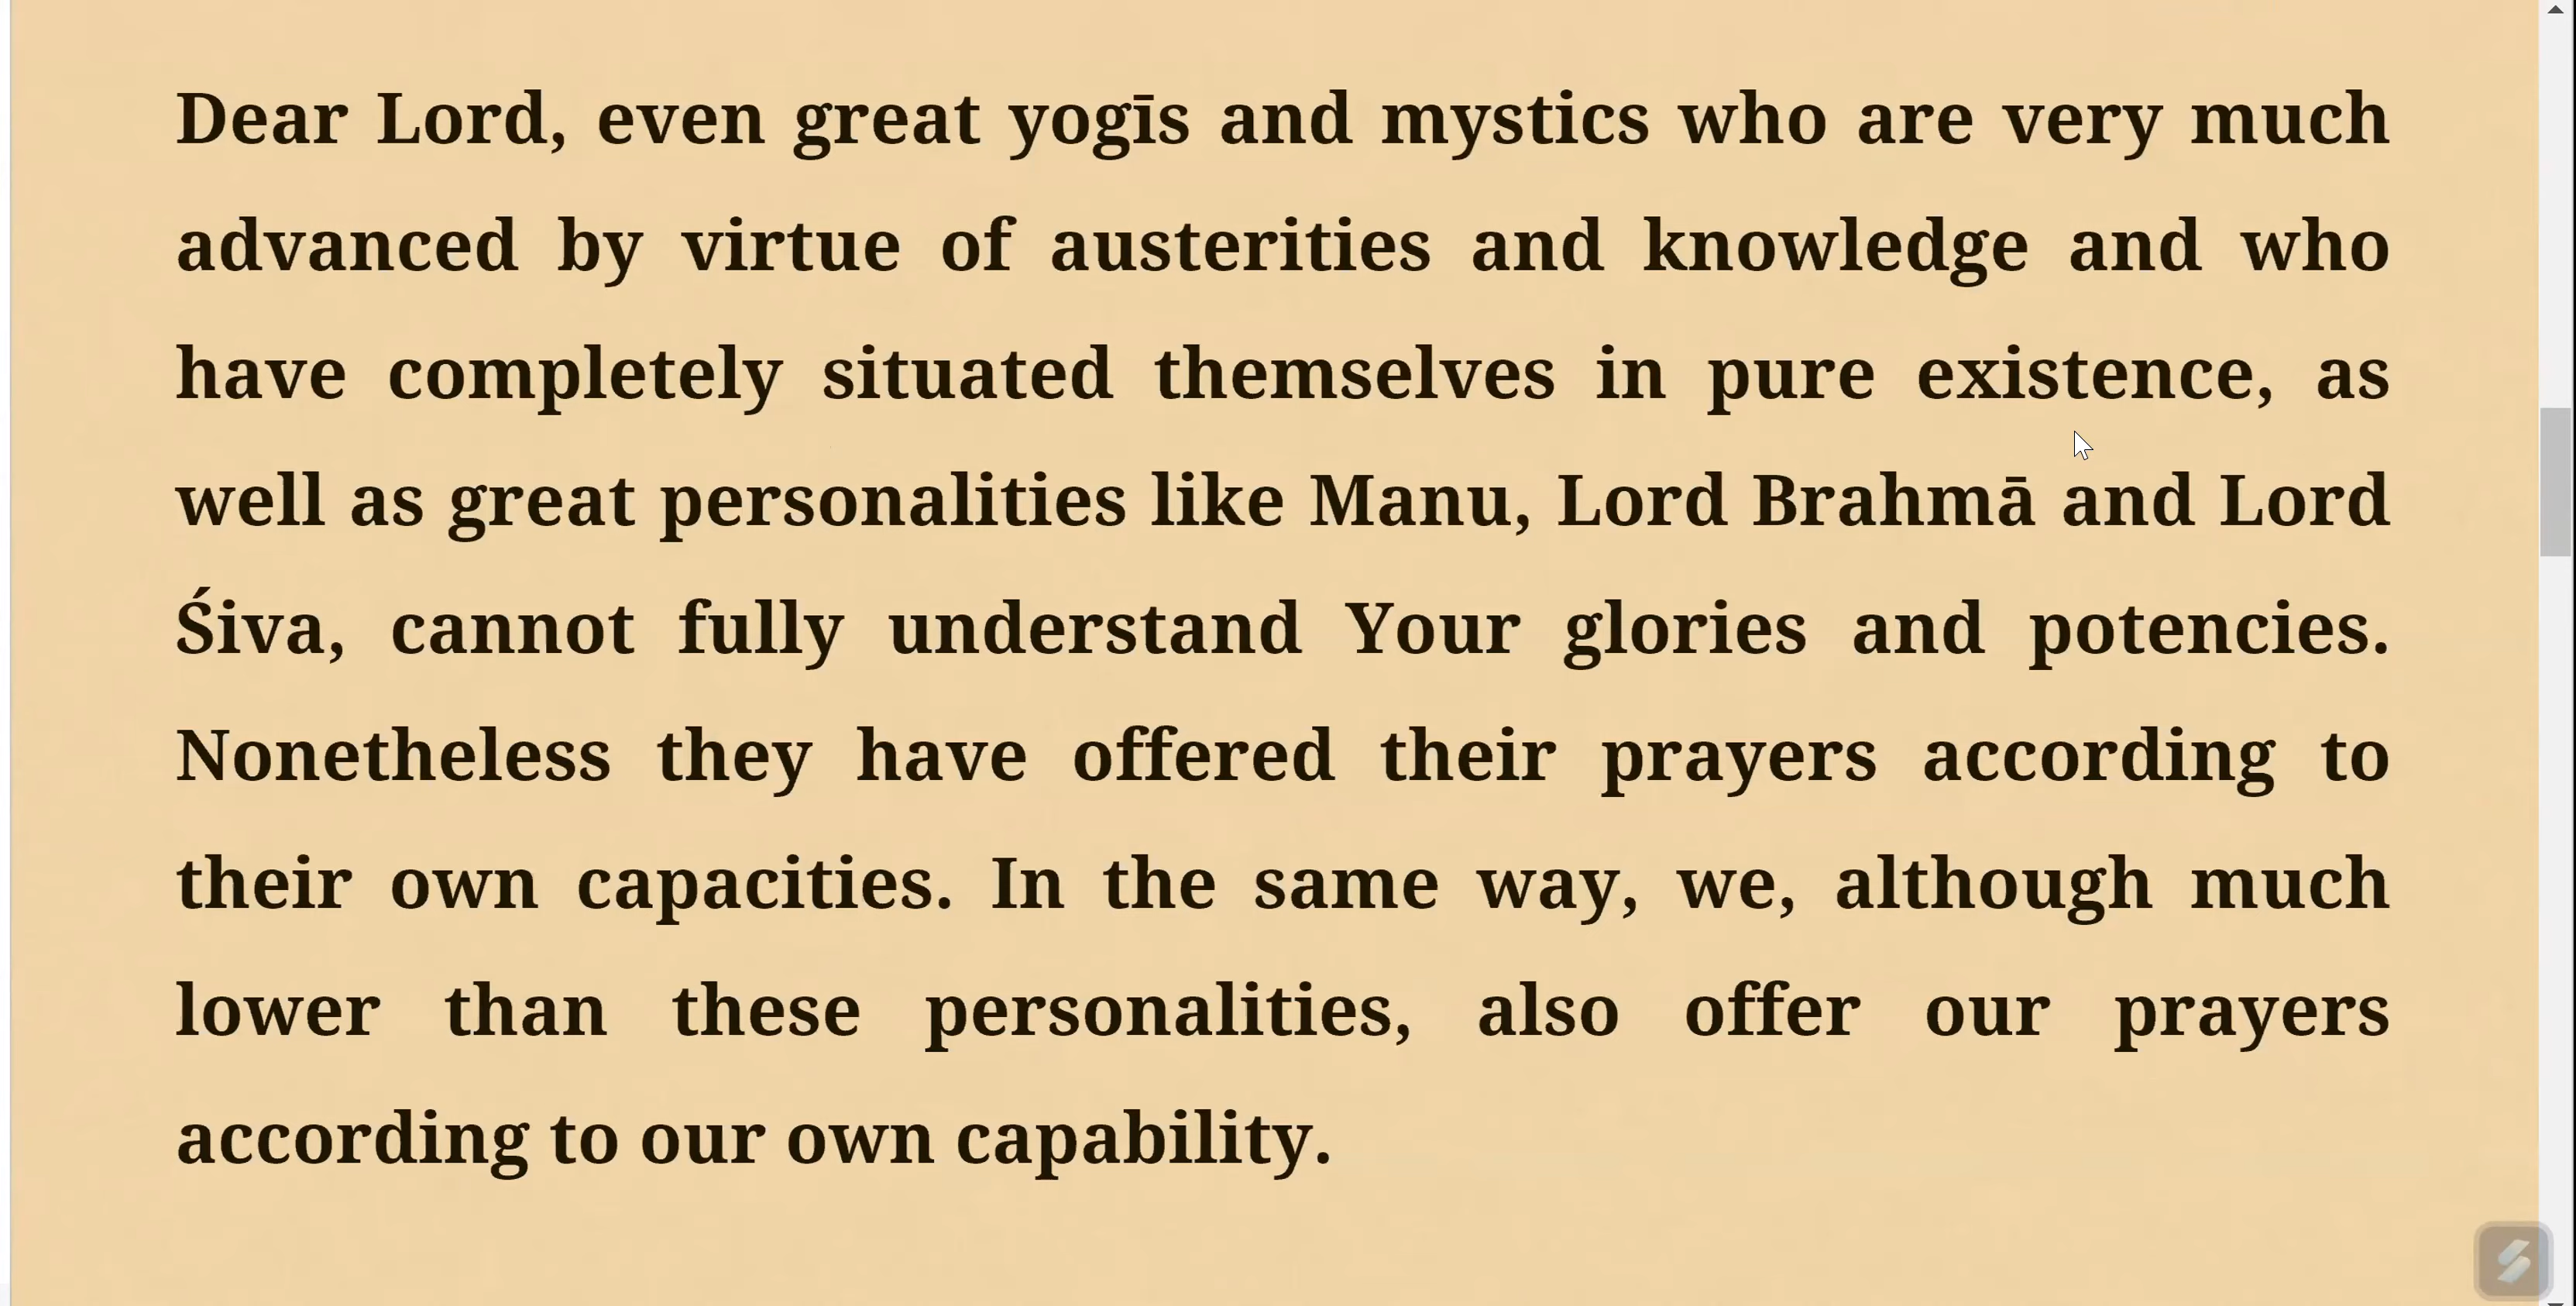 Dear Lord, even great yogīs and mystics who are very much
advanced by virtue of austerities and knowledge and who
have completely situated themselves in pure existence, as
well as great personalities like Manu, Lord Brahmā and Lord
Śiva, cannot fully understand Your glories and potencies.
Nonetheless they have offered their prayers according to
their own capacities. In the same way, we, although much
lower than these personalities, also offer our prayers
according to our own capability.